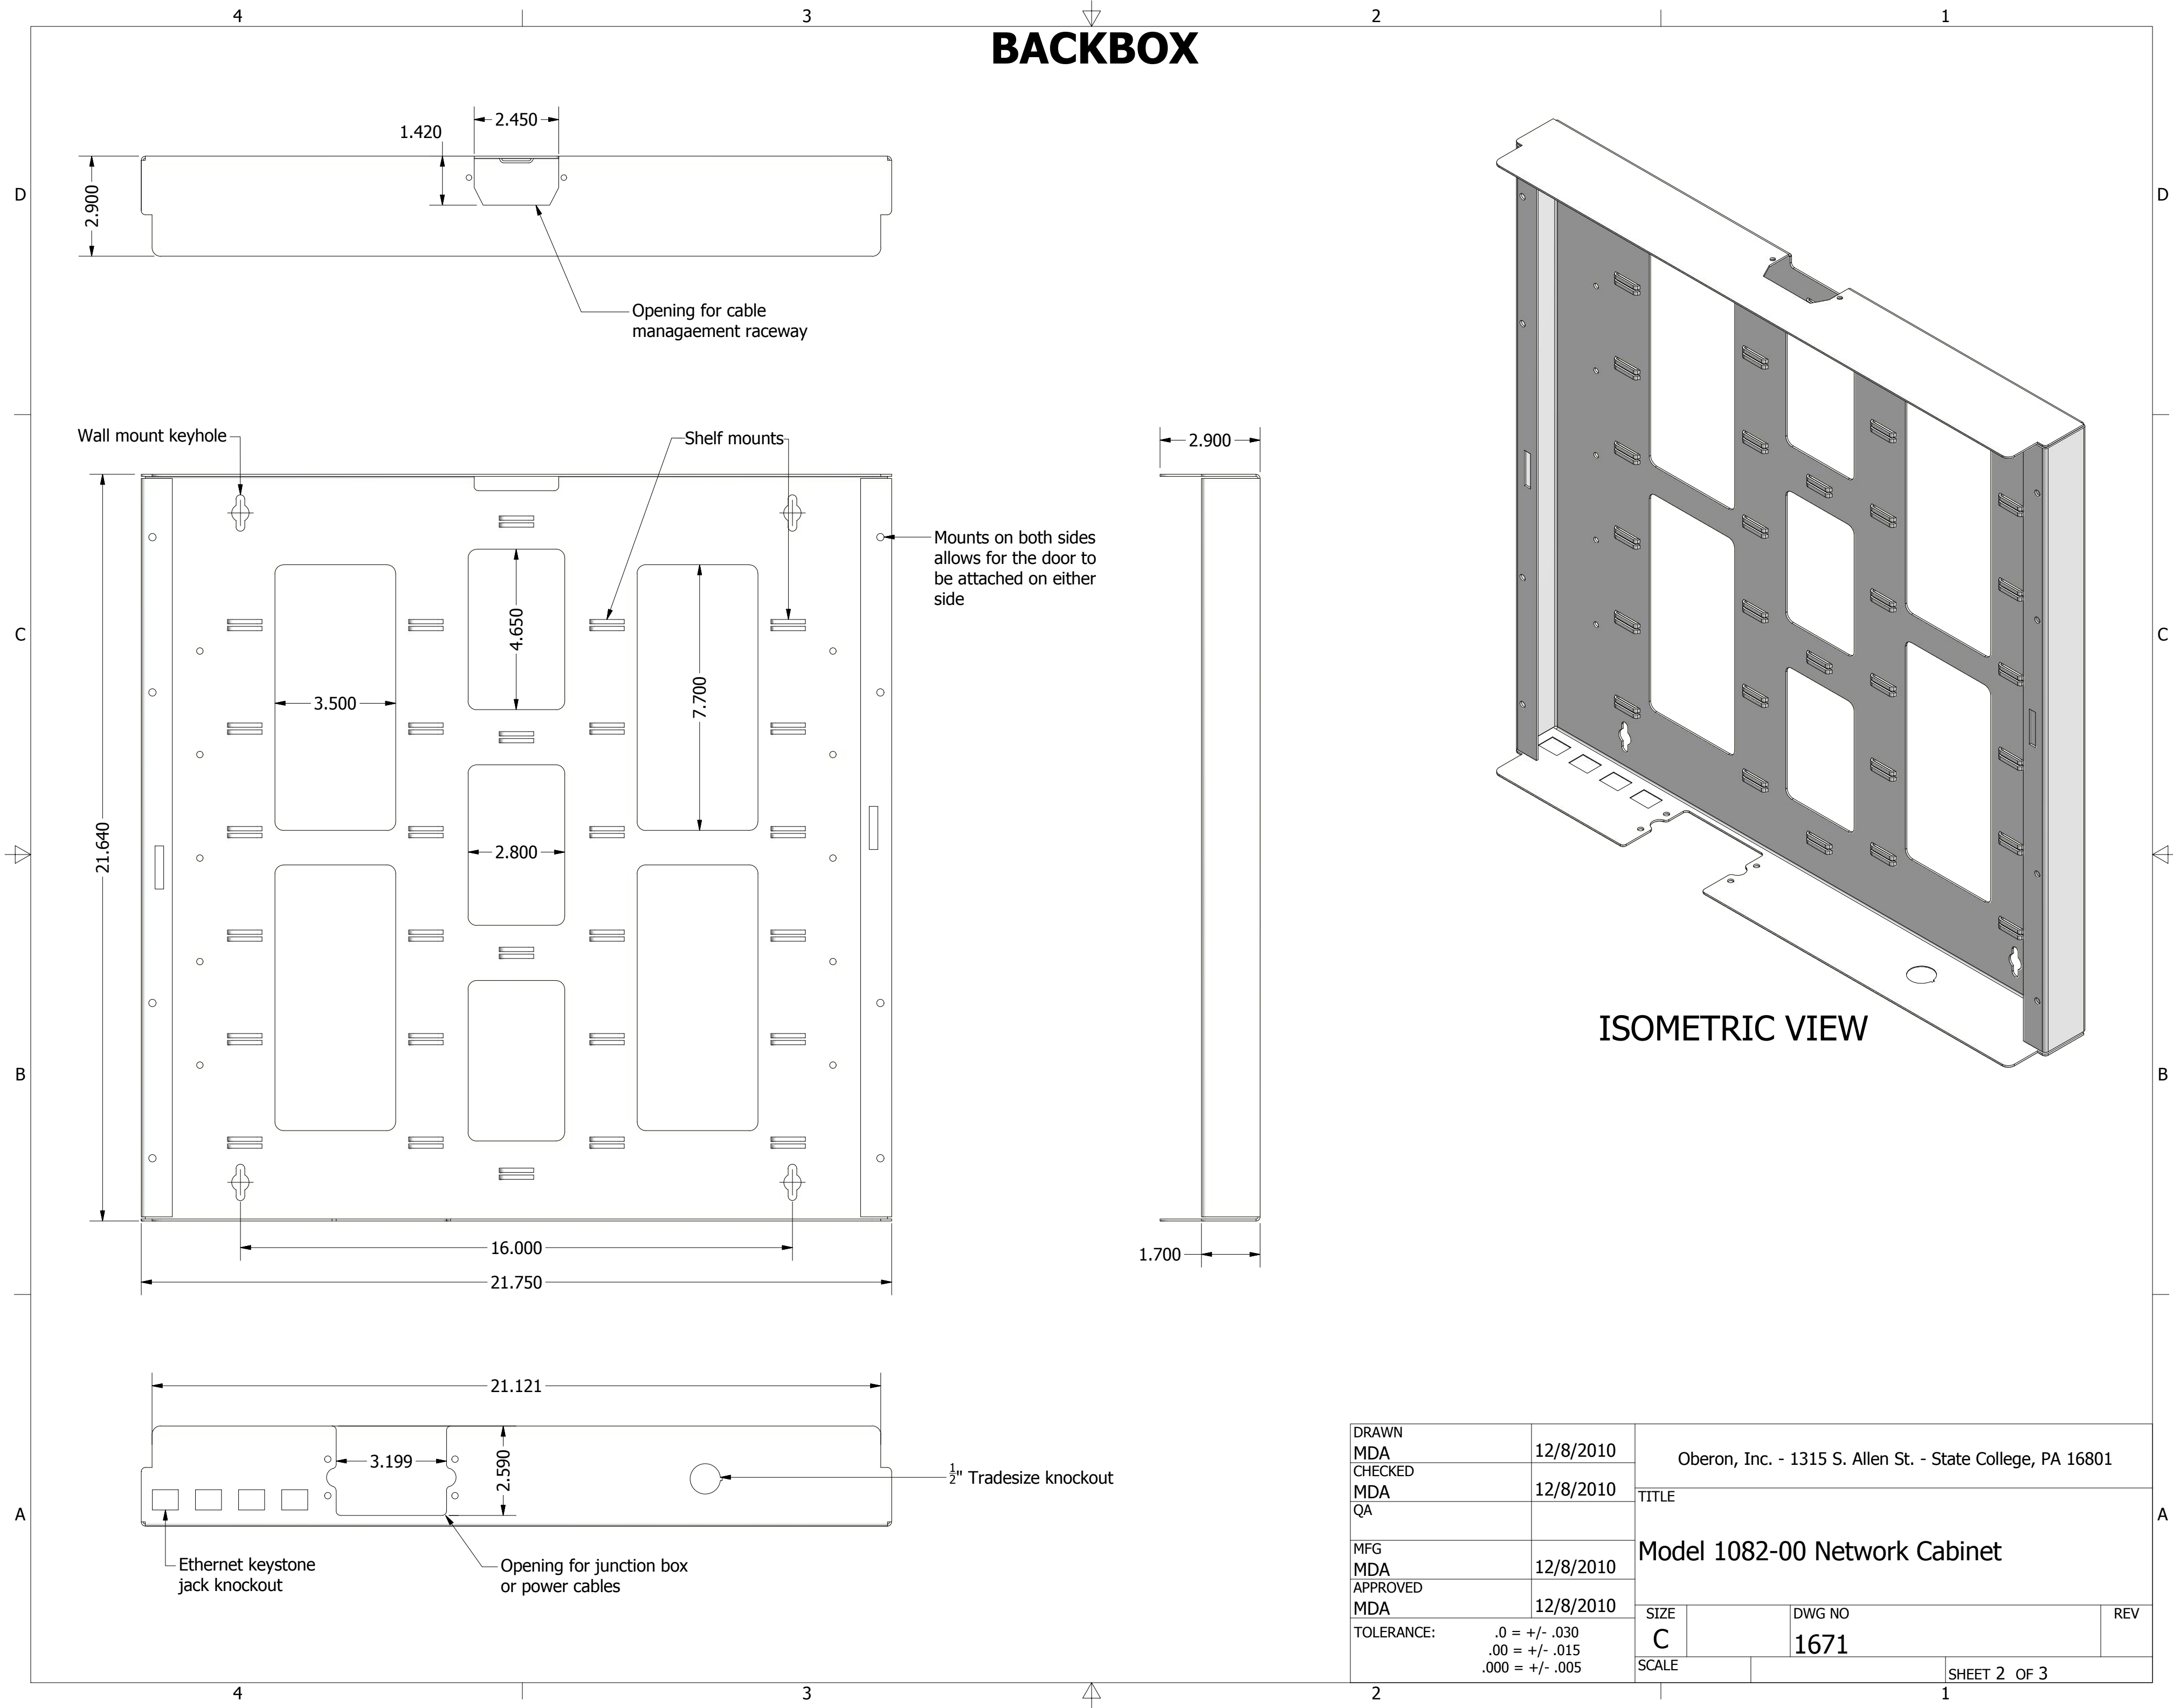 4 3 2 1
BACKBOX
D D
2.450
1.420
2.900
Opening for cable
managaement raceway
Wall mount keyhole
Shelf mounts
2.900
Mounts on both sides
allows for the door to
be attached on either
side
C C
4.650
7.700
3.500
2.800
21.640
ISOMETRIC VIEW
B B
16.000
21.750
1.700
21.121
3.199
2.590
½" Tradesize knockout
A A
Ethernet keystone
jack knockout
Opening for junction box
or power cables
DRAWN
MDA 12/8/2010
CHECKED
MDA 12/8/2010
QA
MFG
MDA 12/8/2010
APPROVED
MDA 12/8/2010
TOLERANCE: .0 = +/- .030
.00 = +/- .015
.000 = +/- .005
Oberon, Inc. - 1315 S. Allen St. - State College, PA 16801
TITLE
Model 1082-00 Network Cabinet
SIZE
C
DWG NO
1671
REV
SCALE
SHEET 2 OF 3
4 3 2 1